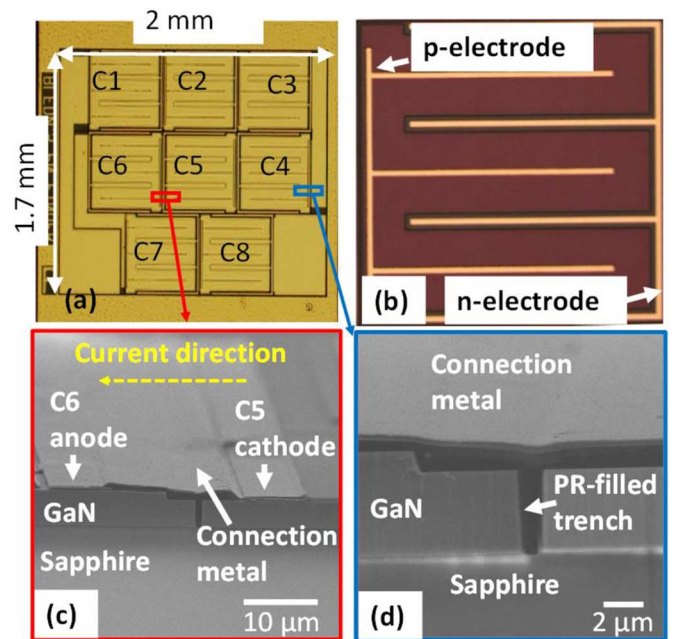 2 mm
p-electrode
C1 C2 C3
C6 C5 C4
1.7 mm
C7 C8
(a)
(b)
n-electrode
Current direction
C6
anode
C5
cathode
GaN
Connection
metal
Sapphire
(c)
10 μm
Connection
metal
PR-filled
trench
GaN
Sapphire
(d)
2 μm